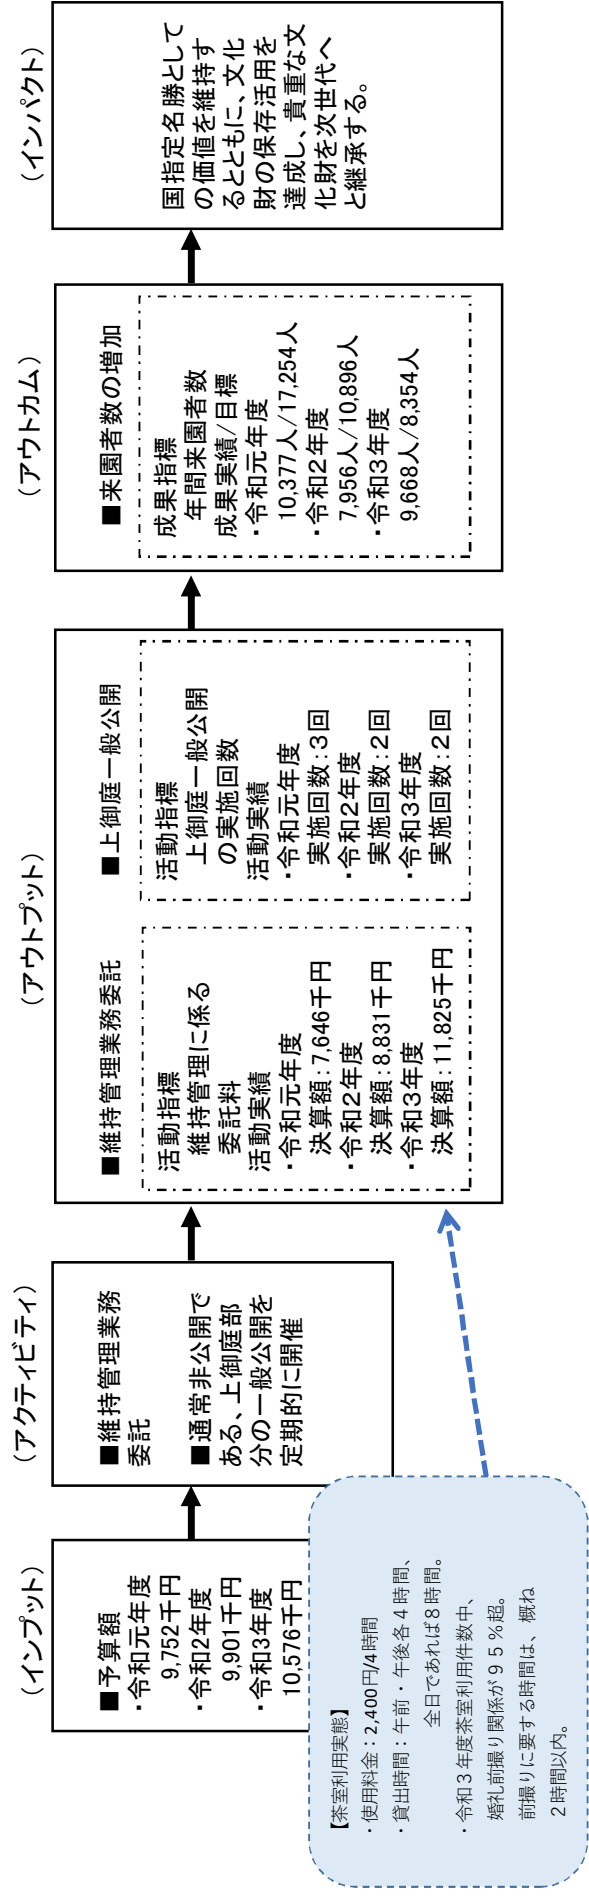 (インプット)
■予算額
・令和元年度
9,752千円
・令和2年度
9,901千円
・令和3年度
10,576千円
(アクティビティ)
■維持管理業務
委託
■通常非公開で
ある、上御庭部
分の一般公開を
定期的に開催
(アウトプット)
■維持管理業務委託
活動指標
維持管理に係る
委託料
活動実績
・令和元年度
決算額:7,646千円
・令和2年度
決算額:8,831千円
・令和3年度
決算額:11,825千円
■上御庭一般公開
活動指標
上御庭一般公開
の実施回数
活動実績
・令和元年度
実施回数:3回
・令和2年度
実施回数:2回
・令和3年度
実施回数:2回
(アウトカム)
■来園者数の増加
成果指標
年間来園者数
成果実績/目標
・令和元年度
10,377人/17,254人
・令和2年度
7,956人/10,896人
・令和3年度
9,668人/8,354人
(インパクト)
国指定名勝として
の価値を維持す
るとともに、文化
財の保存活用を
達成し、貴重な文
化財を次世代へ
と継承する。
【茶室利用実態】
・使用料金:2,400円/4時間
・貸出時間:午前・午後各4時間、
全日であれば8時間。
・令和3年度茶室利用件数中、
婚礼前撮り関係が95%超。
前撮りに要する時間は、概ね
2時間以内。